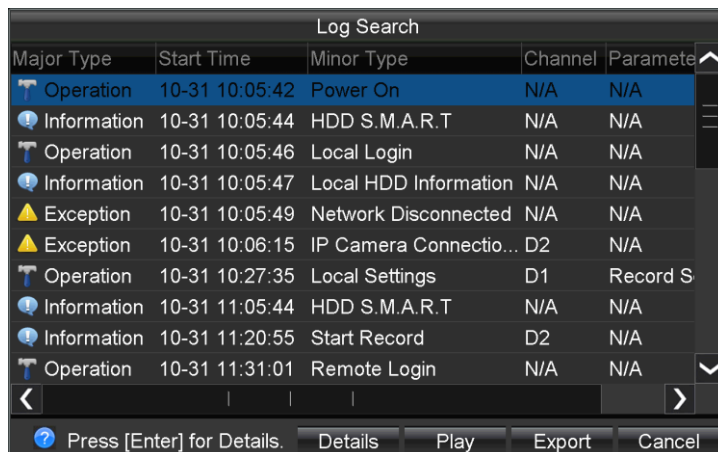 Log Search
Major Type Start Time Minor Type Channel Paramete
Operation 10-31 10:05:42 Power On N/A N/A
Information 10-31 10:05:44 HDD S.M.A.R.T N/A N/A
Operation 10-31 10:05:46 Local Login N/A N/A
Information 10-31 10:05:47 Local HDD Information N/A N/A
Exception 10-31 10:05:49 Network Disconnected N/A N/A
Exception 10-31 10:06:15 IP Camera Connectio... D2 N/A
Operation 10-31 10:27:35 Local Settings D1 Record S
Information 10-31 11:05:44 HDD S.M.A.R.T N/A N/A
Information 10-31 11:20:55 Start Record D2 N/A
Operation 10-31 11:31:01 Remote Login N/A N/A
Press [Enter] for Details. Details Play Export Cancel